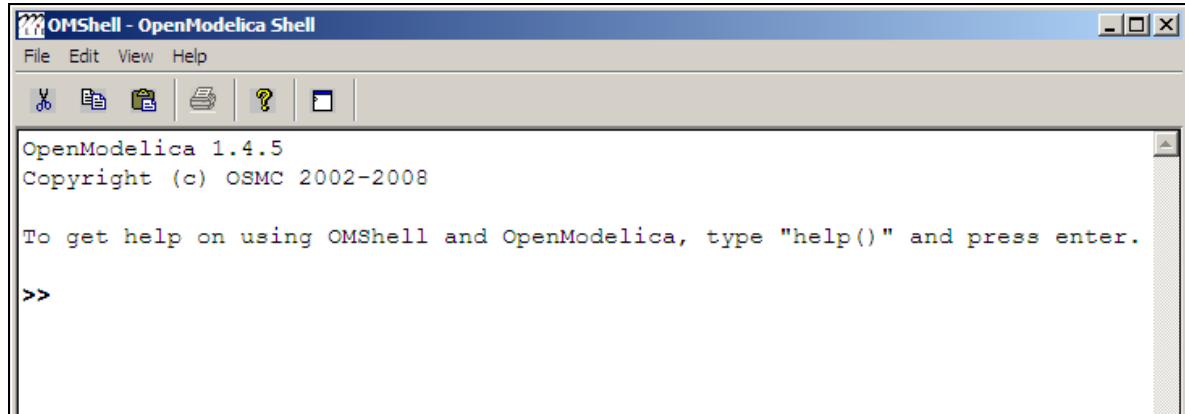 OMShell - OpenModelica Shell
File Edit View Help
OpenModelica 1.4.5
Copyright (c) OSMC 2002-2008
To get help on using OMShell and OpenModelica, type "help()" and press enter.
>>